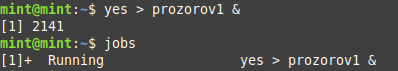 mint@mint:~$ yes > prozorov1 &
[1] 2141
mint@mint:~$ jobs
[1]+  Running                 yes > prozorov1 &